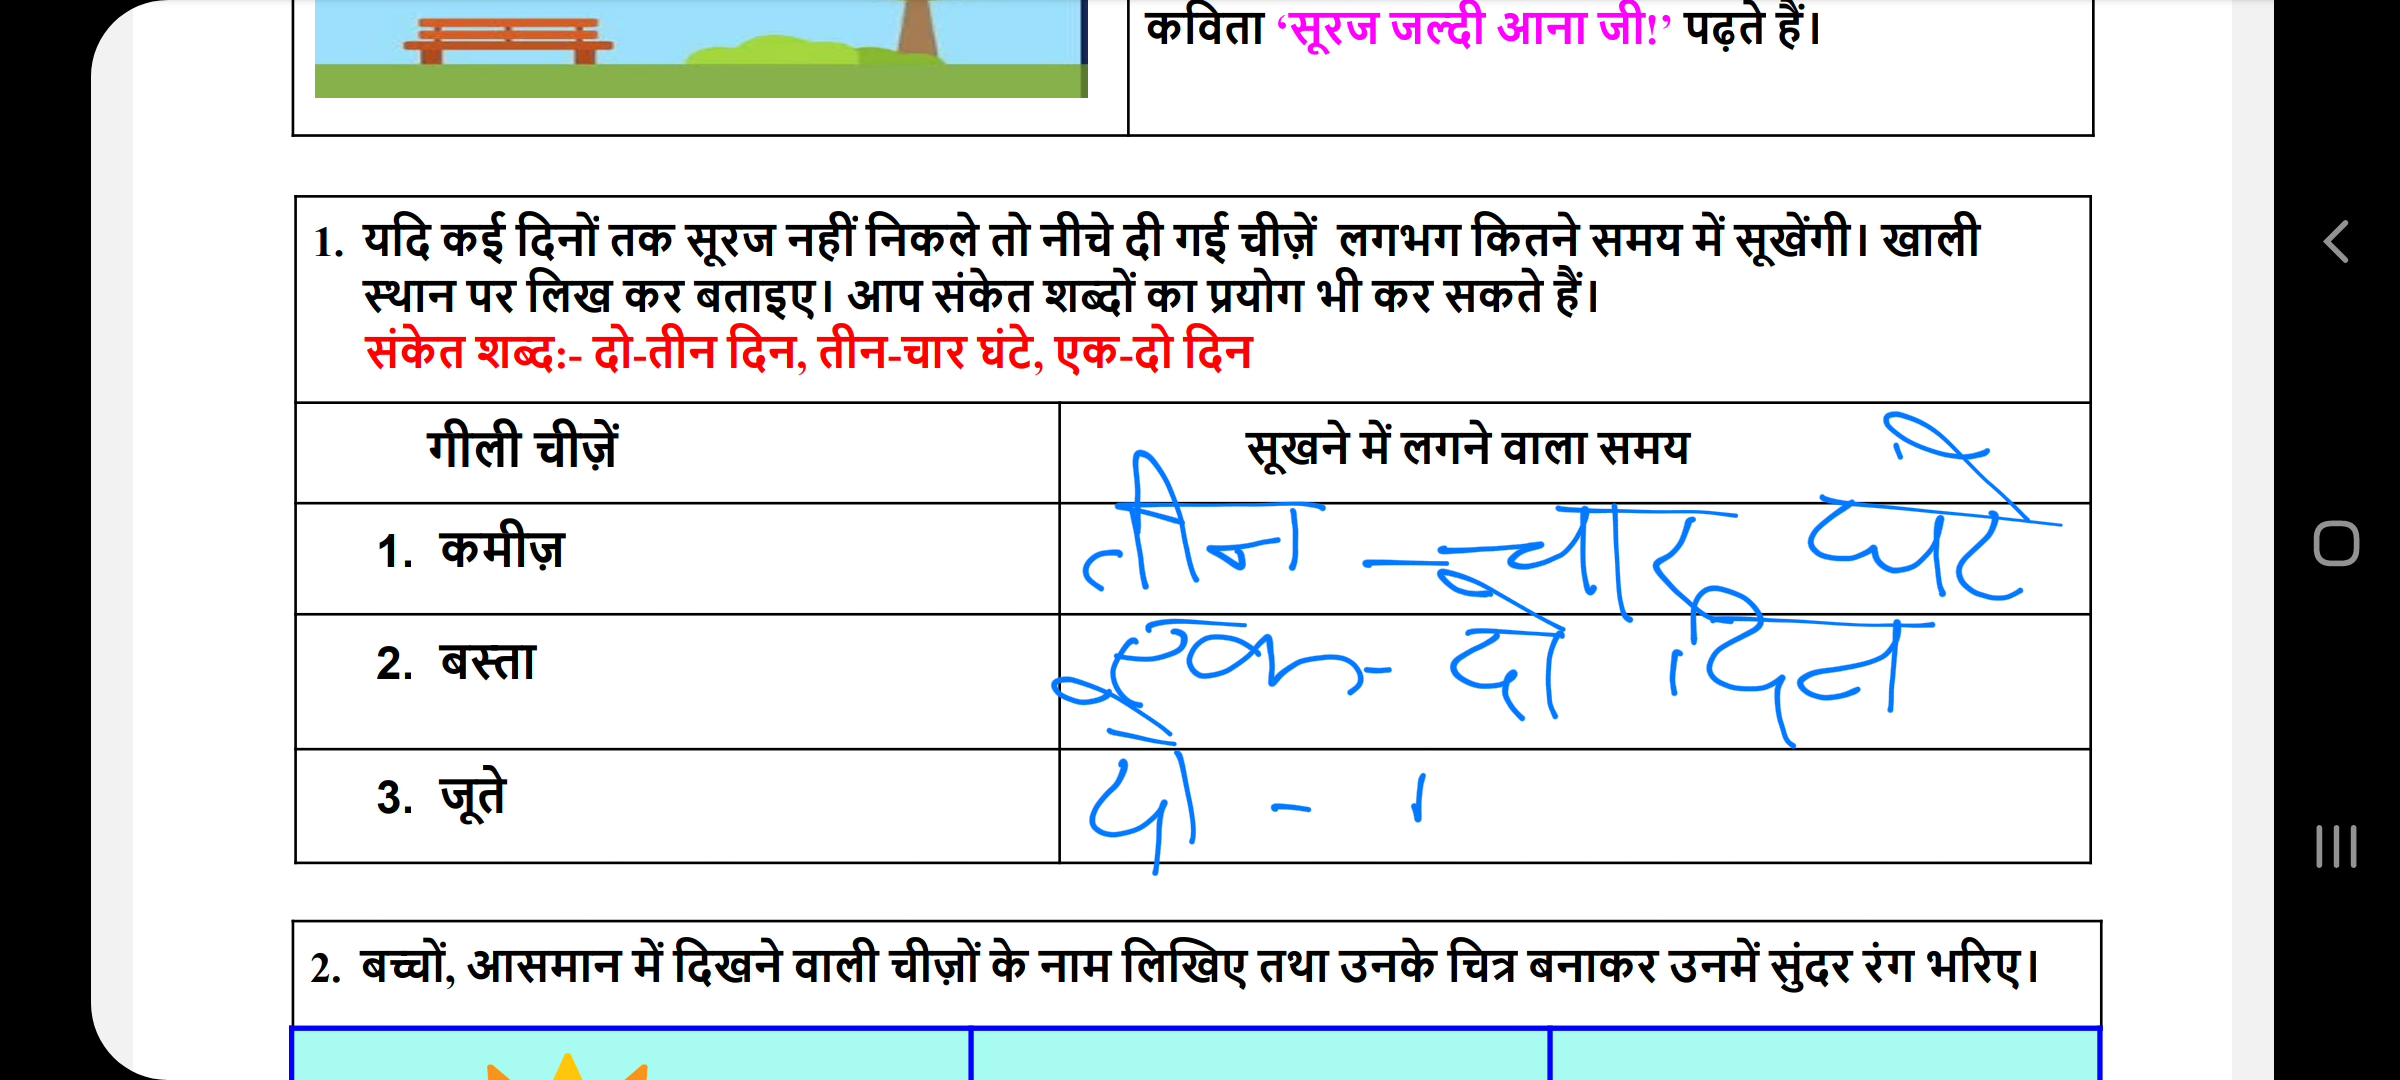 कविता ‘सूरज जल्दी आना जी!’ पढ़ते हैं।
1. यदि कई दिनों तक सूरज नहीं निकले तो नीचे दी गई चीज़ें लगभग कितने समय में सूखेंगी। खाली
स्थान पर लिख कर बताइए। आप संकेत शब्दों का प्रयोग भी कर सकते हैं।
संकेत शब्द:- दो-तीन दिन, तीन-चार घंटे, एक-दो दिन
गीली चीज़ें सूखने में लगने वाला समय
1. कमीज़ तीन - चार घंटे
2. बस्ता एक - दो दिन
3. जूते दो -
2. बच्चों, आसमान में दिखने वाली चीज़ों के नाम लिखिए तथा उनके चित्र बनाकर उनमें सुंदर रंग भरिए।